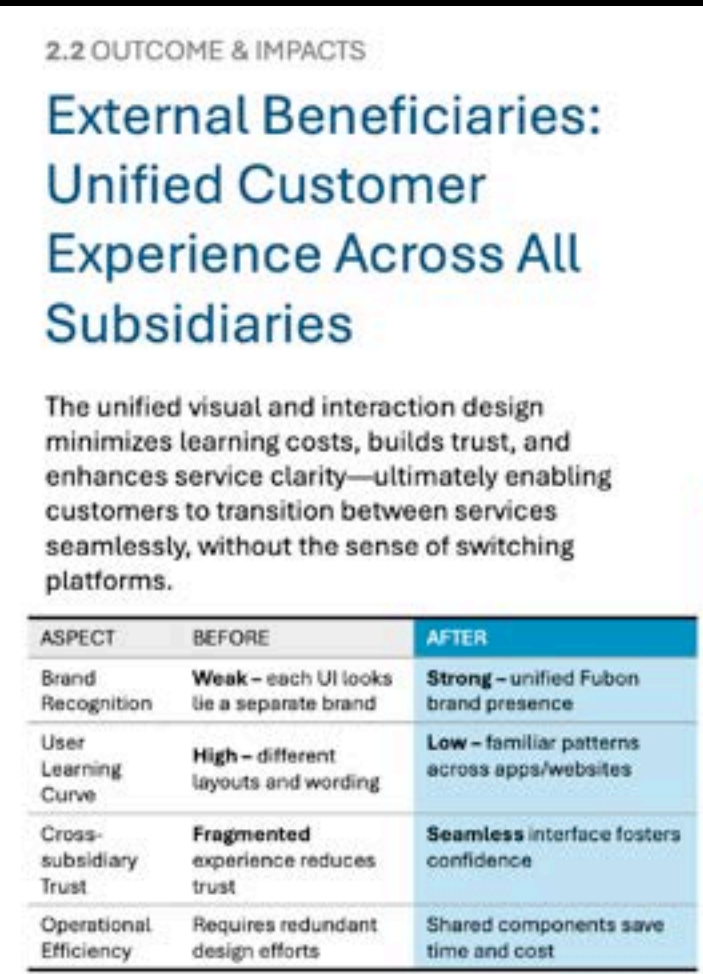 2.2 OUTCOME & IMPACTS
External Beneficiaries:
Unified Customer
Experience Across All
Subsidiaries
The unified visual and interaction design
minimizes learning costs, builds trust, and
enhances service clarity—ultimately enabling
customers to transition between services
seamlessly, without the sense of switching
platforms.
ASPECT BEFORE AFTER
Brand
Recognition
Weak – each UI looks
lie a separate brand
Strong – unified Fubon
brand presence
User
Learning
Curve
High – different
layouts and wording
Low – familiar patterns
across apps/websites
Cross-
subsidiary
Trust
Fragmented
experience reduces
trust
Seamless interface fosters
confidence
Operational
Efficiency
Requires redundant
design efforts
Shared components save
time and cost